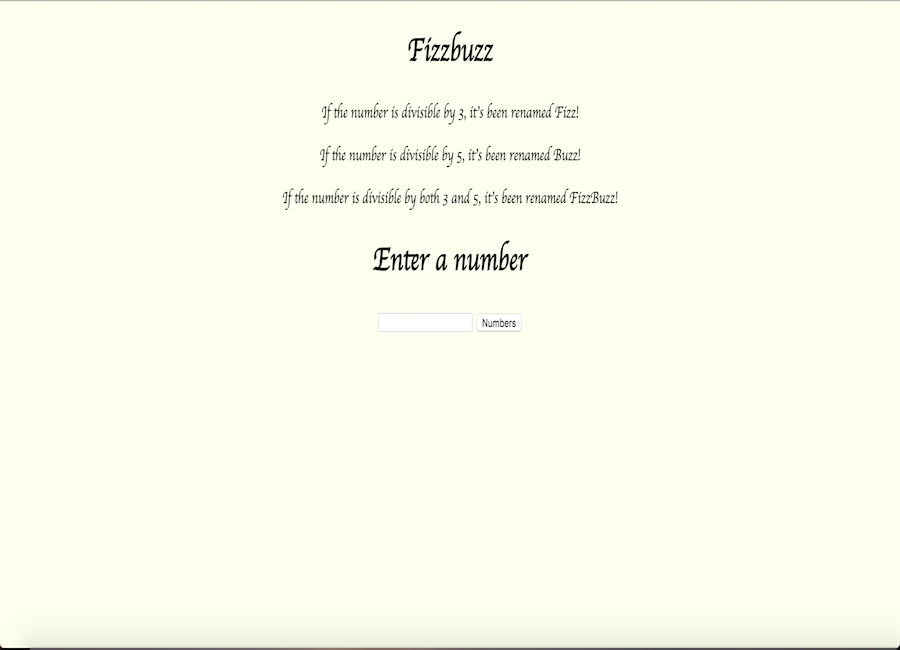 Fizzbuzz
If the number is divisible by 3, it's been renamed Fizz!
If the number is divisible by 5, it's been renamed Buzz!
If the number is divisible by both 3 and 5, it's been renamed FizzBuzz!
Enter a number
Numbers